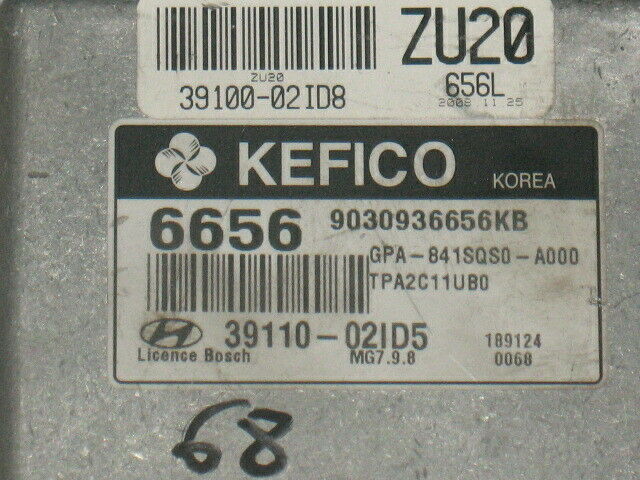 ZU20
ZU20
39100-02ID8
656L
2008 11 25
KEFICO
KOREA
6656
9030936656KB
GPA-841SQS0-A000
TPA2C11UB0
39110-02ID5
189124
Licence Bosch
MG7.9.8
0068
68